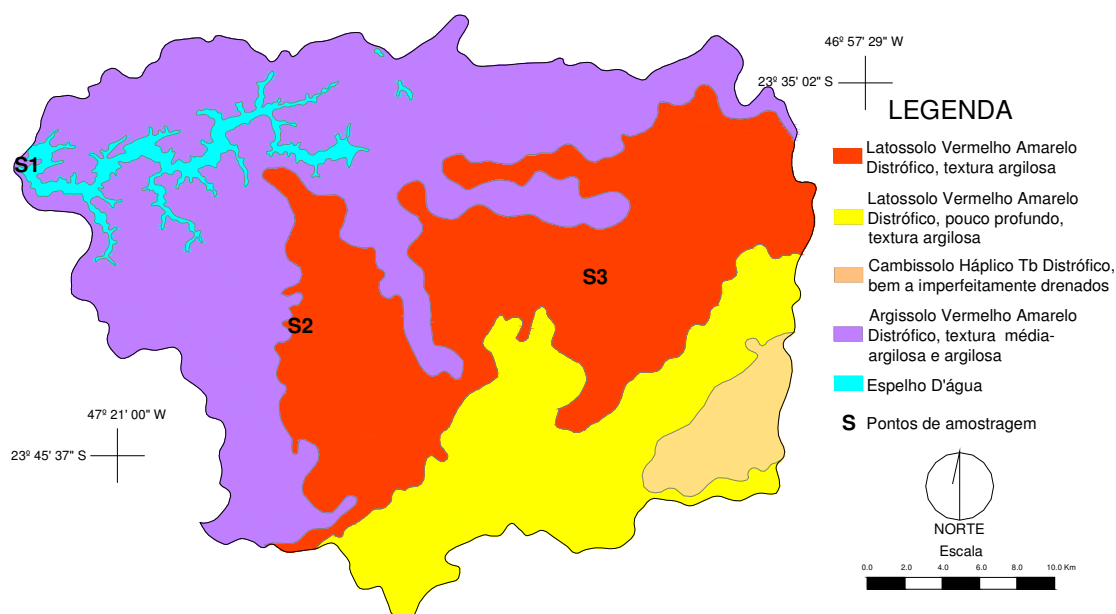 46º 57' 29" W
23º 35' 02" S
LEGENDA
Latossolo Vermelho Amarelo
Distrófico, textura argilosa
Latossolo Vermelho Amarelo
Distrófico, pouco profundo,
textura argilosa
Cambissolo Háplico Tb Distrófico,
bem a imperfeitamente drenados
Argissolo Vermelho Amarelo
Distrófico, textura média-
argilosa e argilosa
Espelho D'água
S Pontos de amostragem
S1
S2
S3
47º 21' 00" W
23º 45' 37" S
NORTE
Escala
0.0 2.0 4.0 6.0 8.0 10.0 Km